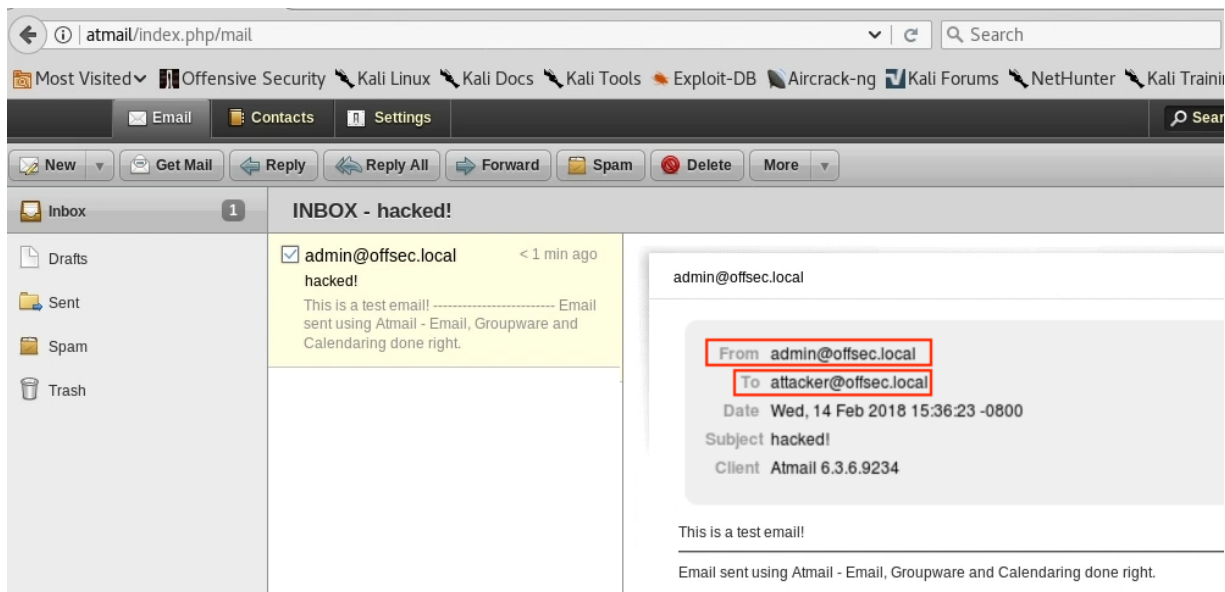 atmail/index.php/mail
Search
Most Visited Offensive Security Kali Linux Kali Docs Kali Tools Exploit-DB Aircrack-ng Kali Forums NetHunter Kali Trainin
Email Contacts Settings Sear
New Get Mail Reply Reply All Forward Spam Delete More
Inbox 1
Drafts
Sent
Spam
Trash
INBOX - hacked!
admin@offsec.local < 1 min ago
hacked!
This is a test email! -------------------------- Email
sent using Atmail - Email, Groupware and
Calendaring done right.
admin@offsec.local
From admin@offsec.local
To attacker@offsec.local
Date Wed, 14 Feb 2018 15:36:23 -0800
Subject hacked!
Client Atmail 6.3.6.9234
This is a test email!
Email sent using Atmail - Email, Groupware and Calendaring done right.